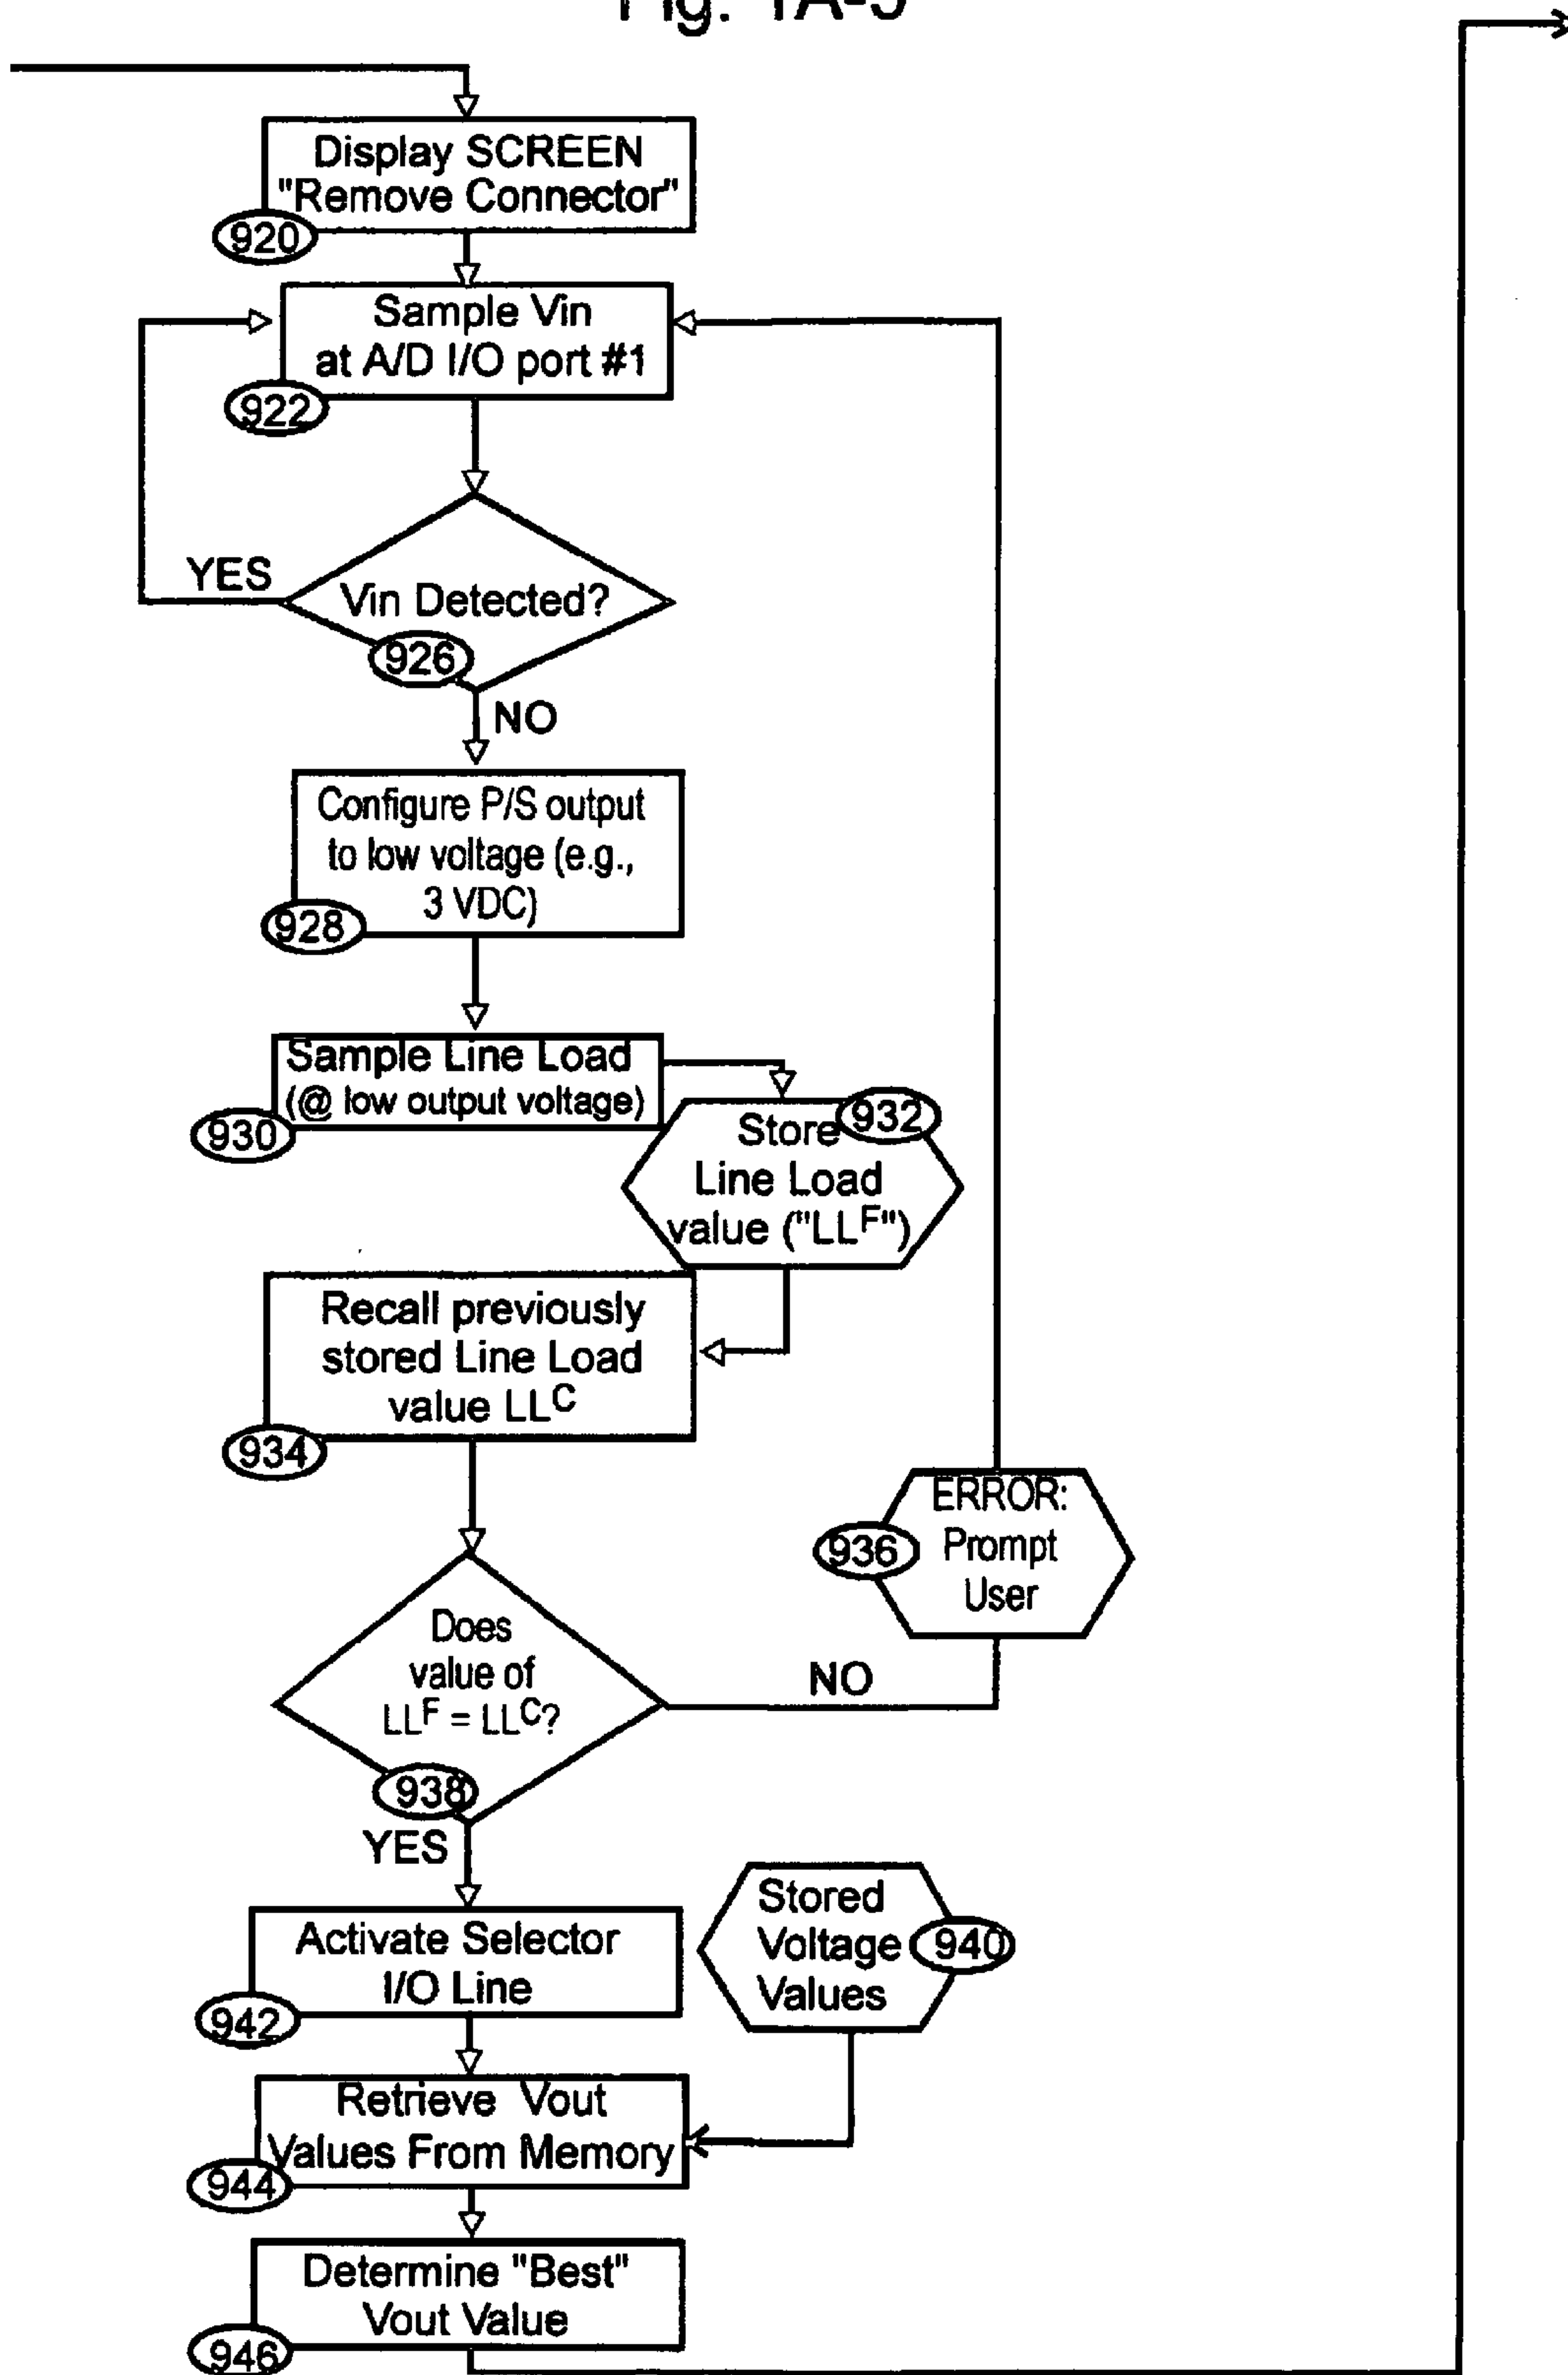 Fig. 1A-3
Display SCREEN
"Remove Connector"
920
Sample Vin
at A/D I/O port #1
922
YES
Vin Detected?
926
NO
Configure P/S output
to low voltage (e.g.,
3 VDC)
928
Sample Line Load
(@ low output voltage)
930
932
Store
Line Load
value ("LLF")
Recall previously
stored Line Load
value LLC
934
ERROR:
Prompt
User
936
Does
value of
LLF = LLC?
938
NO
YES
Activate Selector
I/O Line
942
Stored
Voltage
Values
940
Retrieve Vout
Values From Memory
944
Determine "Best"
Vout Value
946